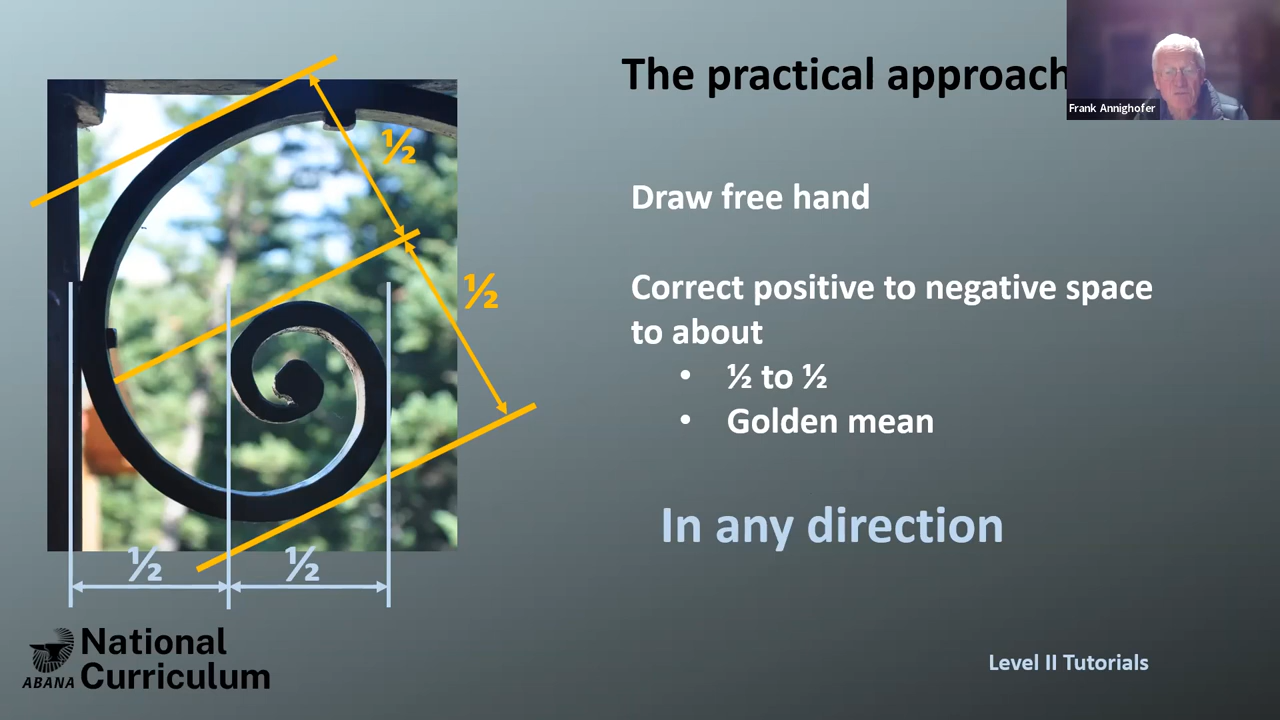 The practical approach
Frank Annighofer
½
Draw free hand
½
Correct positive to negative space
to about
• ½ to ½
• Golden mean
In any direction
½ ½
National
Curriculum
ABANA
Level II Tutorials